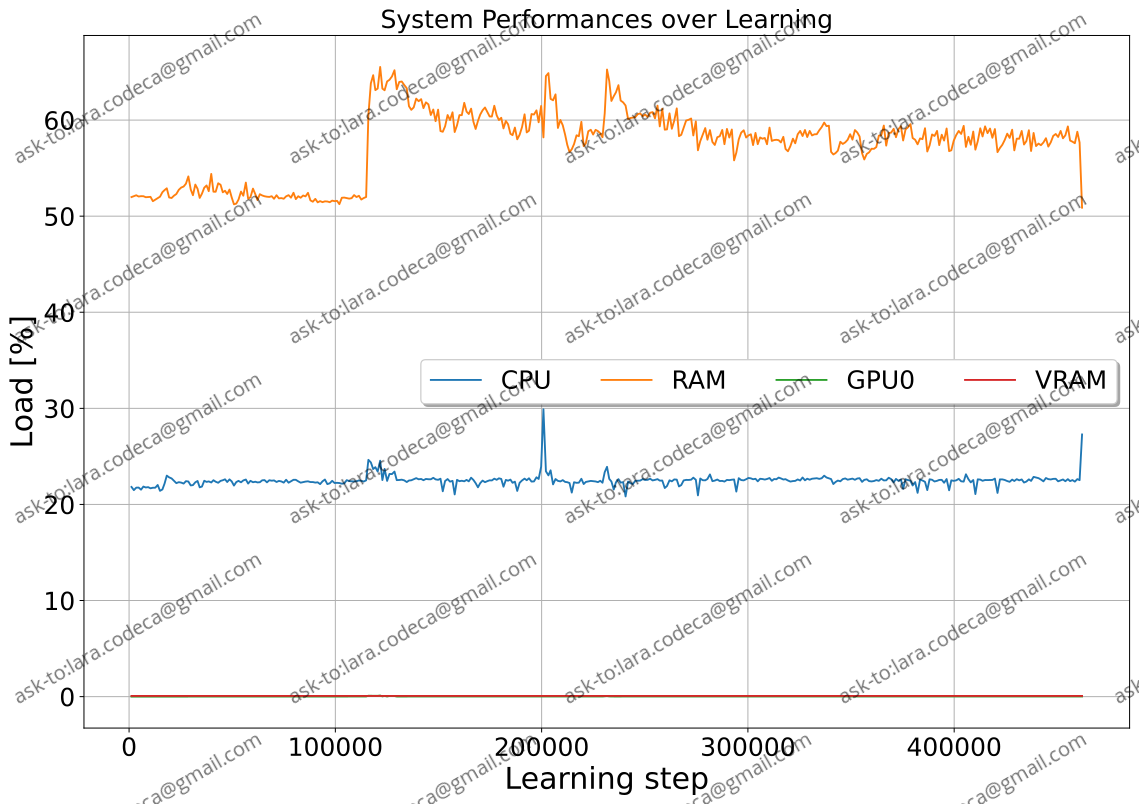 System Performances over Learning
Load [%]
60
50
40
30
20
10
0
CPU RAM GPU0 VRAM
0 100000 200000 300000 400000
Learning step
ask-to:lara.codeca@gmail.com